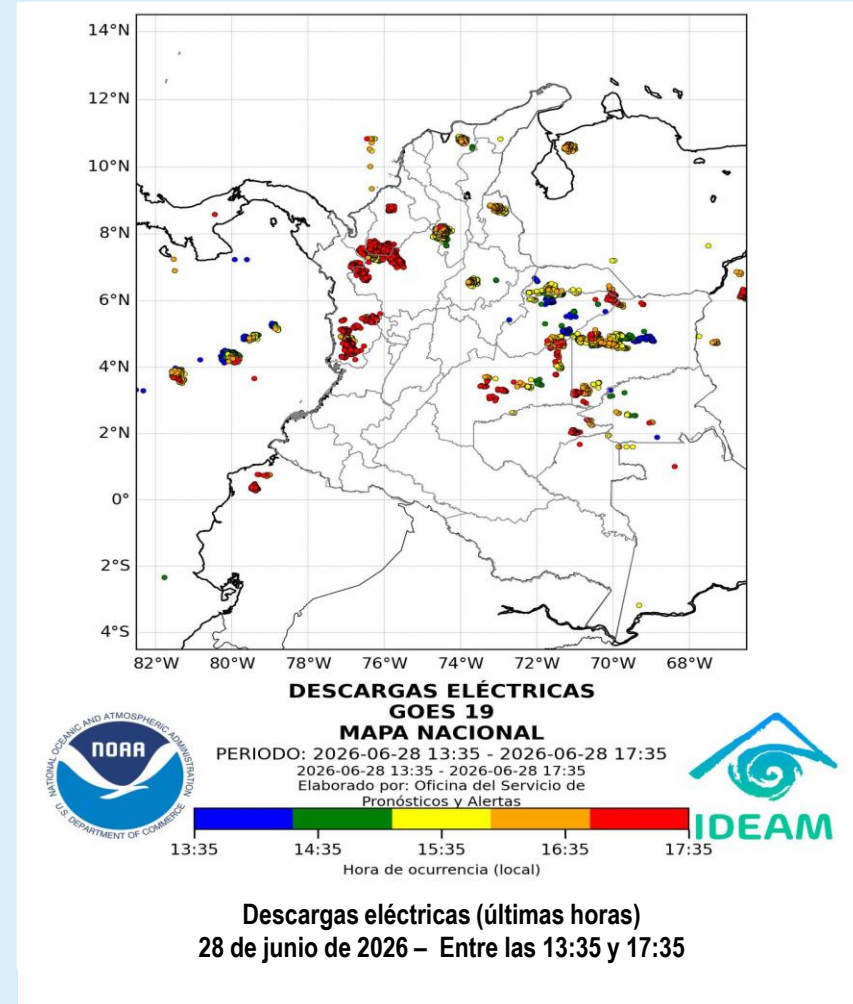 14°N
12°N
10°N
8°N
6°N
4°N
2°N
0°
2°S
4°S
82°W 80°W 78°W 76°W 74°W 72°W 70°W 68°W
DESCARGAS ELÉCTRICAS
GOES 19
MAPA NACIONAL
PERIODO: 2026-06-28 13:35 - 2026-06-28 17:35
2026-06-28 13:35 - 2026-06-28 17:35
Elaborado por: Oficina del Servicio de
Pronósticos y Alertas
NATIONAL OCEANIC AND ATMOSPHERIC ADMINISTRATION
NOAA
U.S. DEPARTMENT OF COMMERCE
IDEAM
13:35 14:35 15:35 16:35 17:35
Hora de ocurrencia (local)
Descargas eléctricas (últimas horas)
28 de junio de 2026 – Entre las 13:35 y 17:35